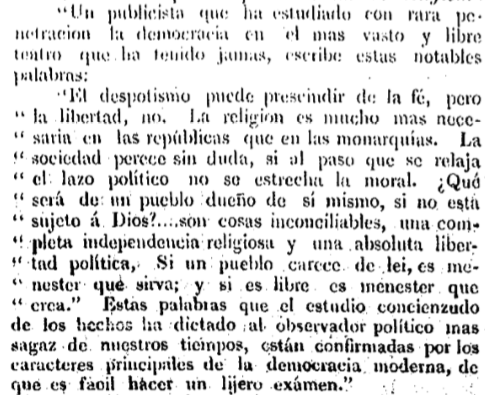 "Un publicista que ha estudiado con rara pe-
netracion la democracia en el mas vasto y libre
teatro que ha tenido jamas, escribe estas notables
palabras:
"El despotismo puede prescindir de la fé, pero
“ la libertad, no. La religion es mucho mas nece-
“ saria en las repúblicas que en las monarquías. La
“ sociedad perece sin duda, si al paso que se relaja
“ el lazo político no se estrecha la moral. ¿Qué
“ será de un pueblo dueño de sí mismo, si no está
“ sujeto á Dios?....son cosas inconciliables, una com-
“ pleta independencia religiosa y una absoluta liber-
“ tad política,. Si un pueblo carece de lei, es me-
“ nester que sirva; y si es libre es menester que
“ crea.” Estas palabras que el estudio concienzudo
de los hechos ha dictado al observador político mas
sagaz de nuestros tiempos, están confirmadas por los
caracteres principales de la democracia moderna, de
que es fácil hacer un lijero exámen.”